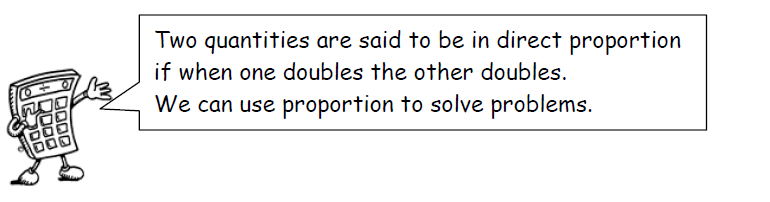 Two quantities are said to be in direct proportion
if when one doubles the other doubles.
We can use proportion to solve problems.